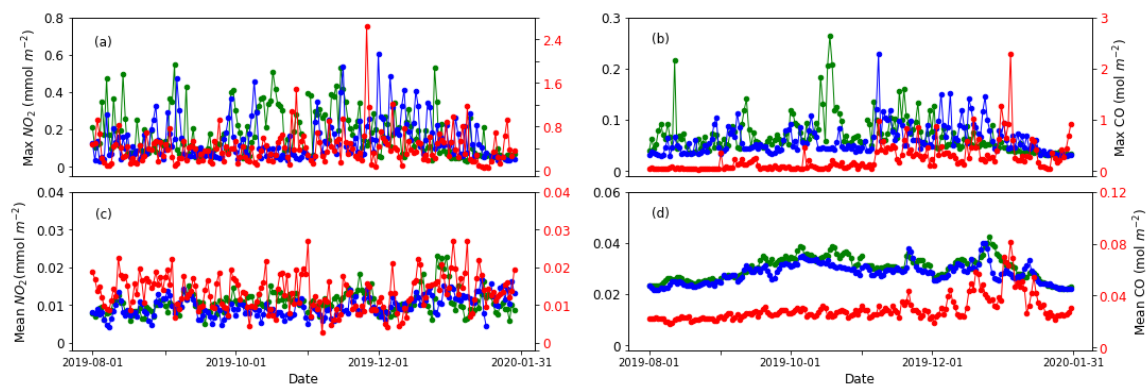 0.8
0.6
0.4
0.2
0
Max NO2 (mmol m−2)
(a)
2.4
1.6
0.8
0
0.3
0.2
0.1
0
(b)
3
2
1
0
Max CO (mol m−2)
0.04
0.03
0.02
0.01
0
Mean NO2 (mmol m−2)
(c)
0.04
0.03
0.02
0.01
0.00
2019-08-01 2019-10-01 2019-12-01 2020-01-31
Date
0.06
0.04
0.02
0
(d)
0.12
0.08
0.04
0.00
Mean CO (mol m−2)
2019-08-01 2019-10-01 2019-12-01 2020-01-31
Date